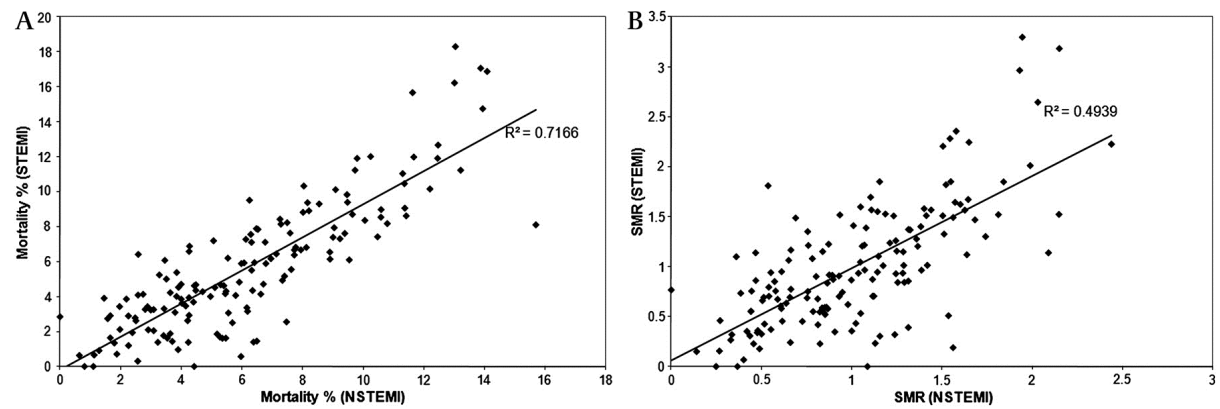 A
20
18
16
14
12
10
8
6
4
2
0
Mortality % (STEMI)
R² = 0.7166
0 2 4 6 8 10 12 14 16 18
Mortality % (NSTEMI)
B
3.5
3
2.5
2
1.5
1
0.5
0
SMR (STEMI)
R² = 0.4939
0 0.5 1 1.5 2 2.5 3
SMR (NSTEMI)